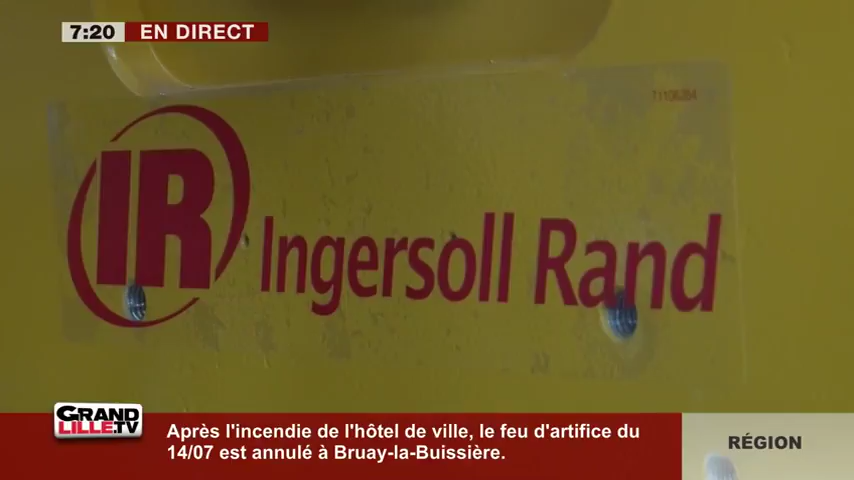 7:20 EN DIRECT
IR Ingersoll Rand
GRAND
LILLE.TV
Après l'incendie de l'hôtel de ville, le feu d'artifice du
14/07 est annulé à Bruay-la-Buissière.
RÉGION